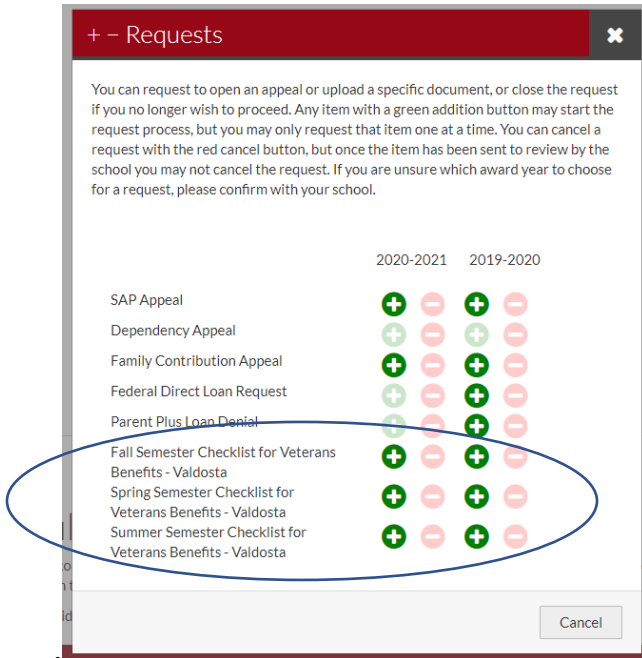 + − Requests ✖
You can request to open an appeal or upload a specific document, or close the request
if you no longer wish to proceed. Any item with a green addition button may start the
request process, but you may only request that item one at a time. You can cancel a
request with the red cancel button, but once the item has been sent to review by the
school you may not cancel the request. If you are unsure which award year to choose
for a request, please confirm with your school.
2020-2021 2019-2020
SAP Appeal
Dependency Appeal
Family Contribution Appeal
Federal Direct Loan Request
Parent Plus Loan Denial
Fall Semester Checklist for Veterans
Benefits - Valdosta
Spring Semester Checklist for
Veterans Benefits - Valdosta
Summer Semester Checklist for
Veterans Benefits - Valdosta
Cancel